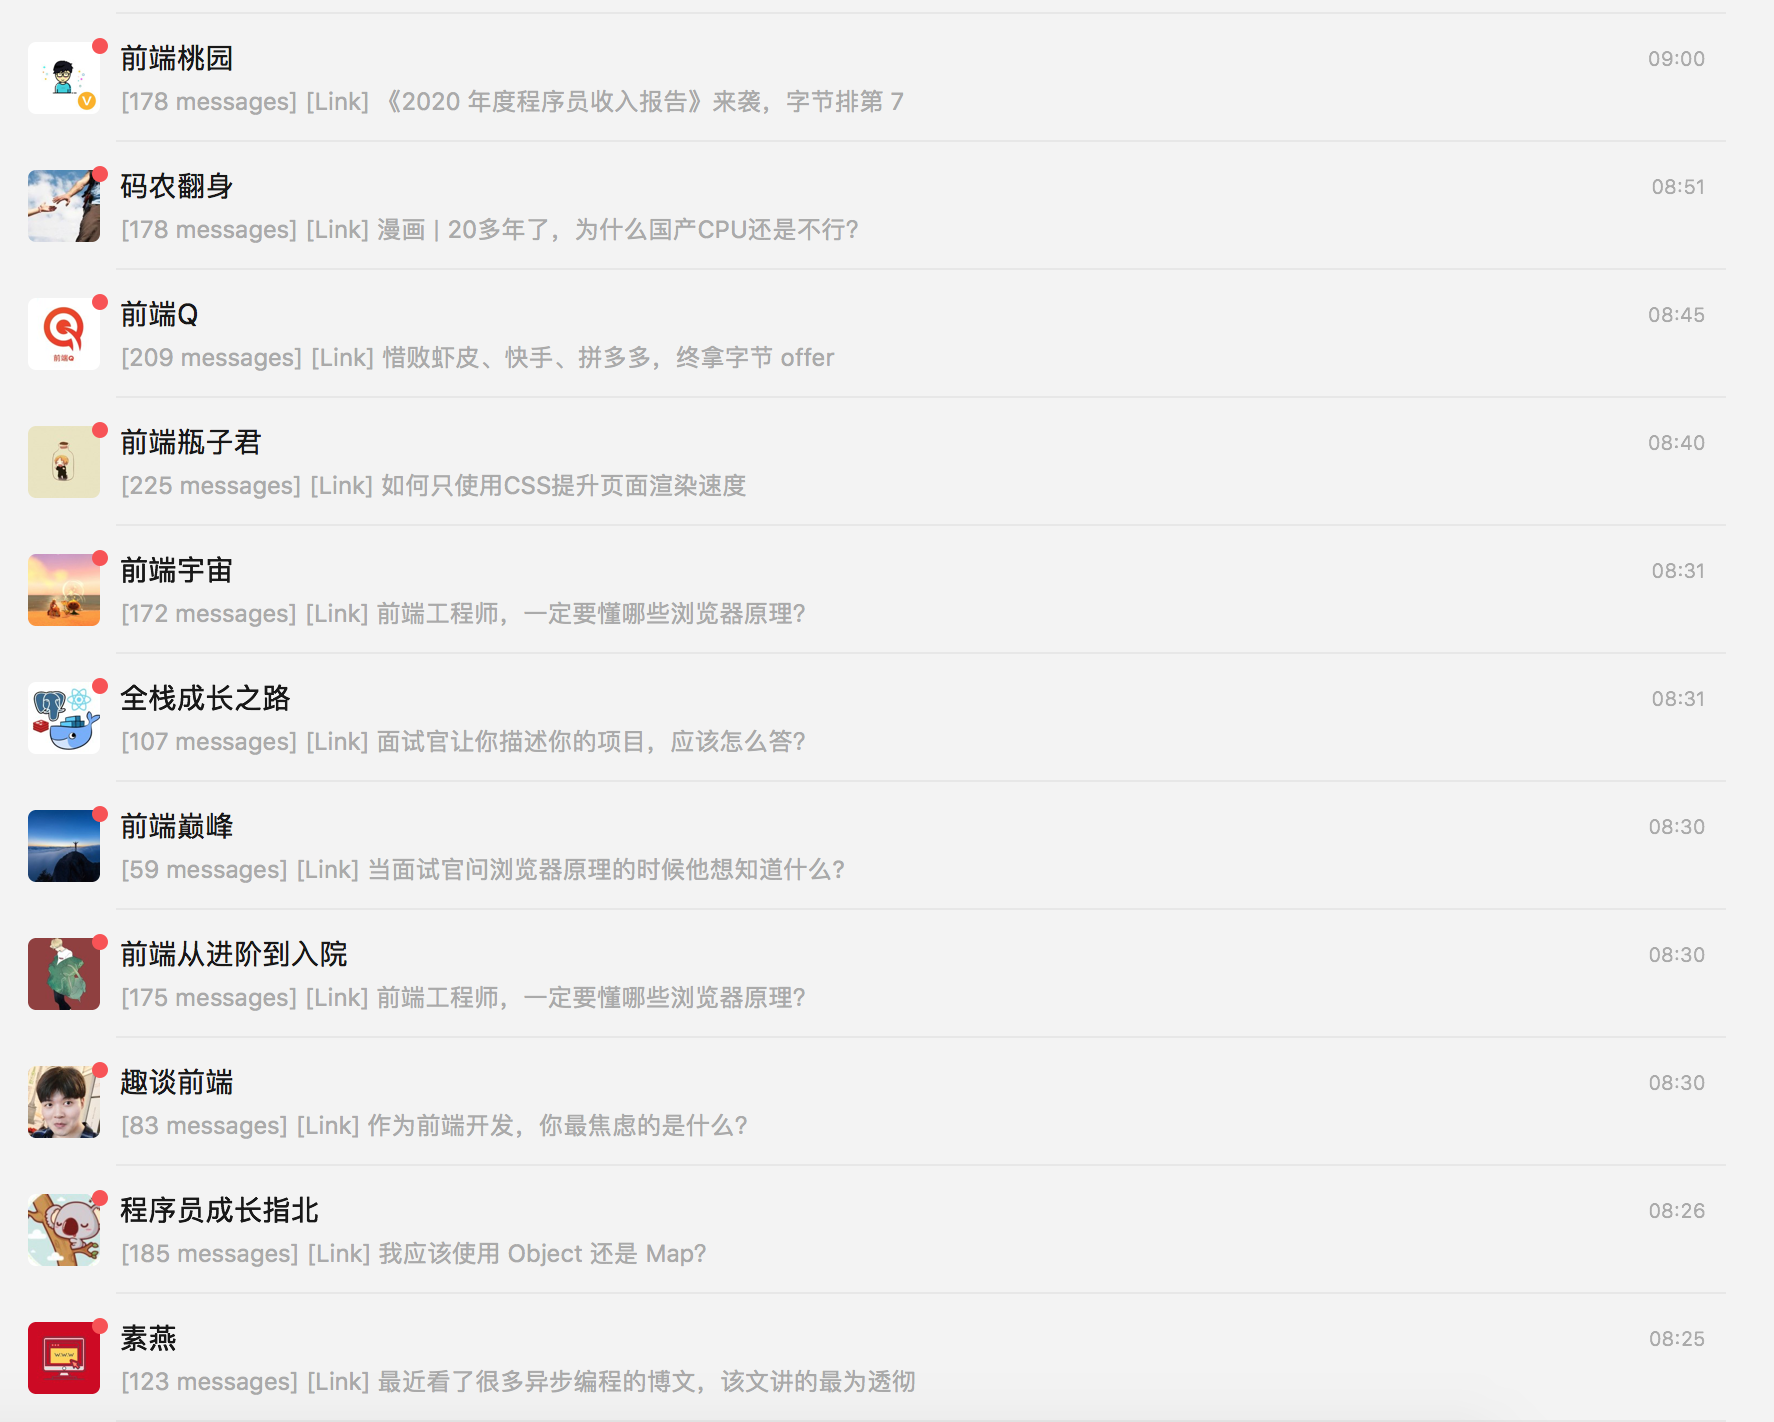 前端桃园
09:00
[178 messages] [Link] 《2020 年度程序员收入报告》来袭，字节排第 7
码农翻身
08:51
[178 messages] [Link] 漫画 | 20多年了，为什么国产CPU还是不行？
前端Q
08:45
前端Q
[209 messages] [Link] 惜败虾皮、快手、拼多多，终拿字节 offer
前端瓶子君
08:40
[225 messages] [Link] 如何只使用CSS提升页面渲染速度
前端宇宙
08:31
[172 messages] [Link] 前端工程师，一定要懂哪些浏览器原理？
全栈成长之路
08:31
[107 messages] [Link] 面试官让你描述你的项目，应该怎么答？
前端巅峰
08:30
[59 messages] [Link] 当面试官问浏览器原理的时候他想知道什么？
前端从进阶到入院
08:30
[175 messages] [Link] 前端工程师，一定要懂哪些浏览器原理？
趣谈前端
08:30
[83 messages] [Link] 作为前端开发，你最焦虑的是什么？
程序员成长指北
08:26
[185 messages] [Link] 我应该使用 Object 还是 Map？
素燕
08:25
WWW
[123 messages] [Link] 最近看了很多异步编程的博文，该文讲的最为透彻